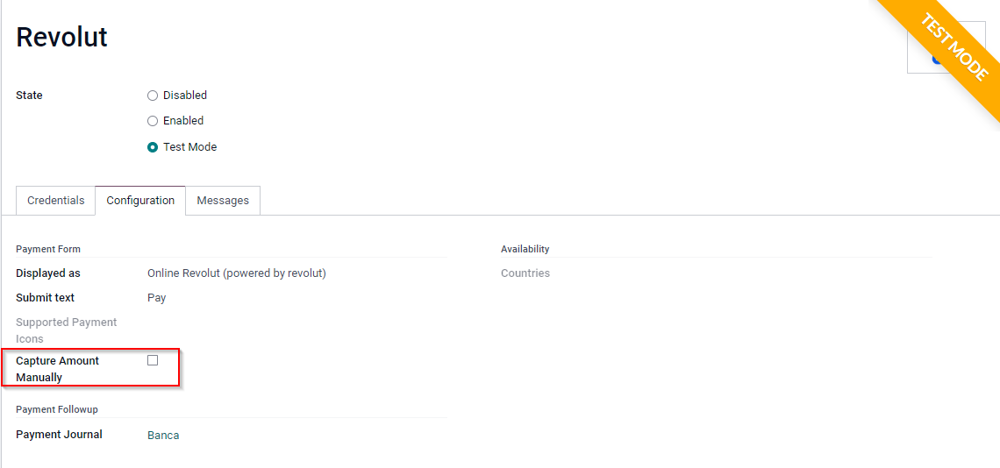 Revolut
TEST MODE
State
Disabled
Enabled
Test Mode
Credentials
Configuration
Messages
Payment Form
Displayed as
Online Revolut (powered by revolut)
Submit text
Pay
Supported Payment
Icons
Capture Amount
Manually
Payment Followup
Payment Journal
Banca
Availability
Countries